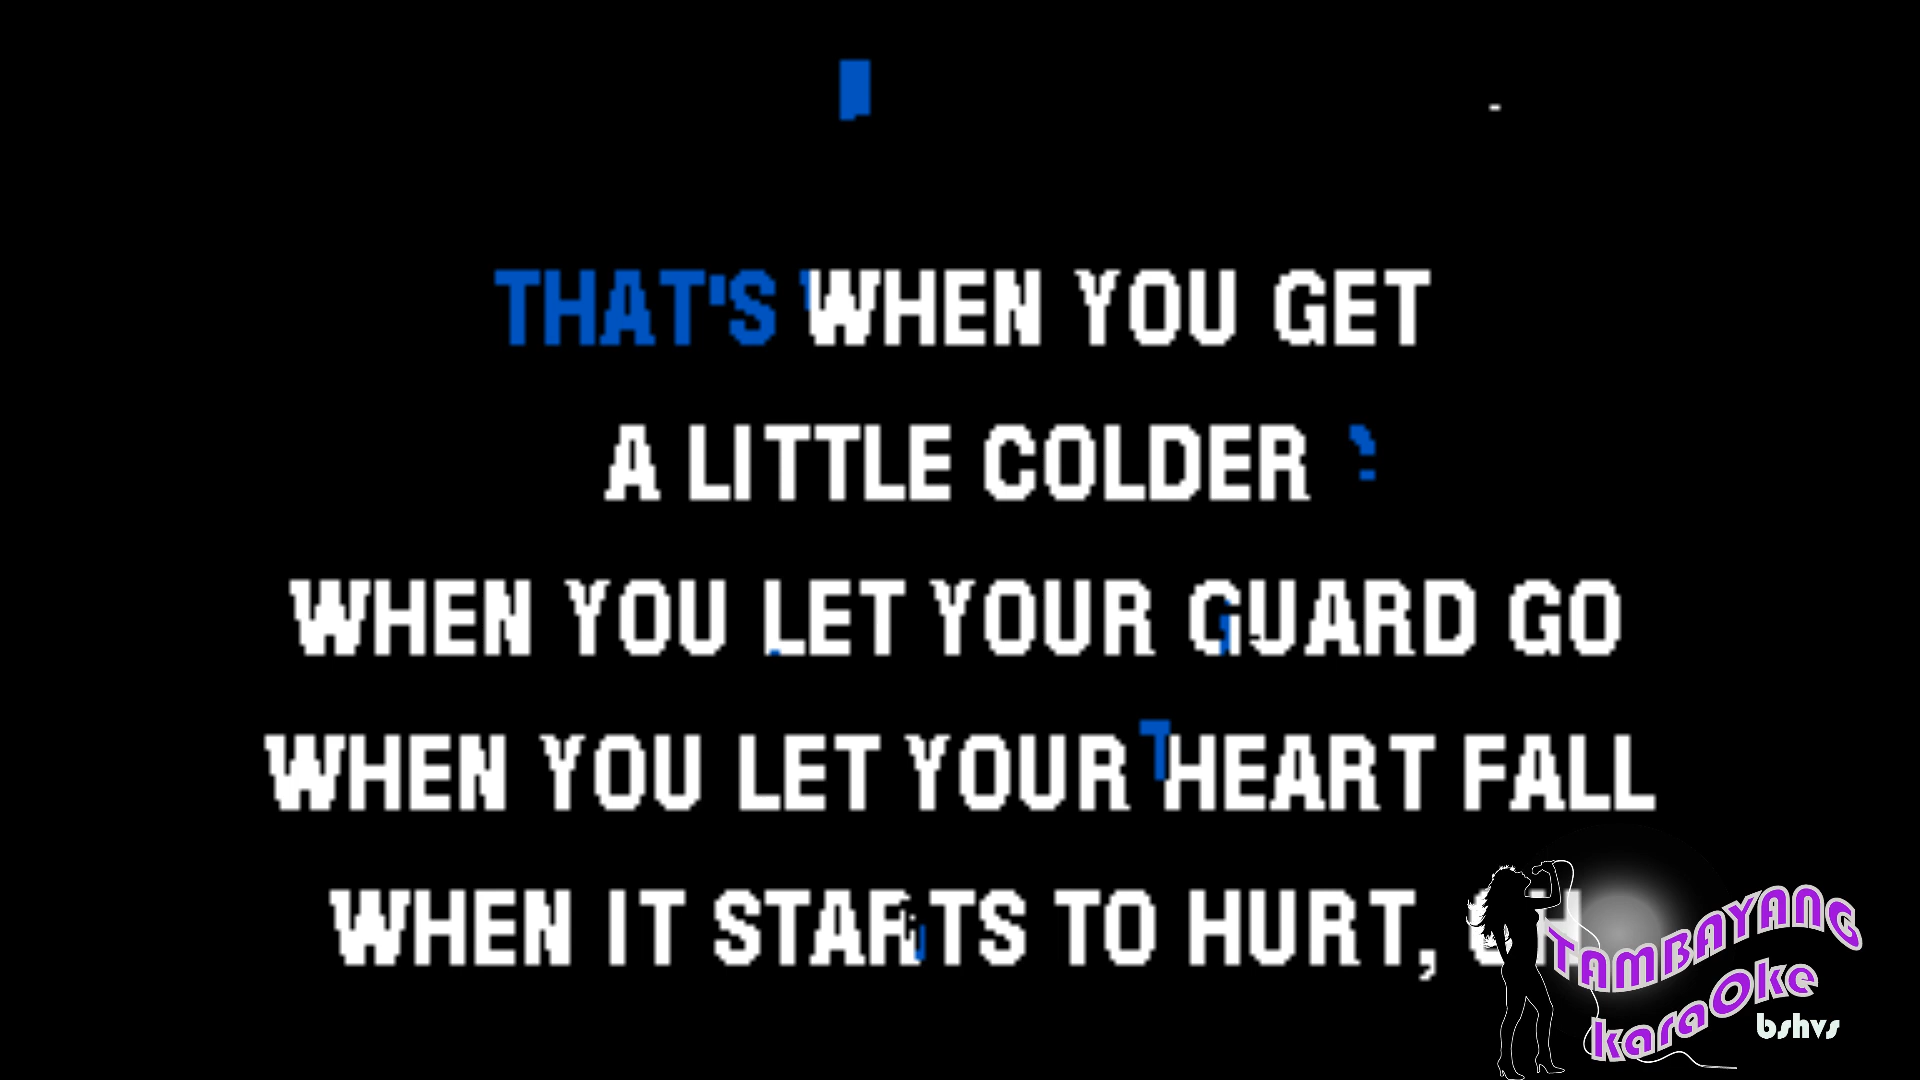 THAT'S WHEN YOU GET
A LITTLE COLDER
WHEN YOU LET YOUR GUARD GO
WHEN YOU LET YOUR HEART FALL
WHEN IT STARTS TO HURT, OH
TAMBAYANG
karaOke
bshvs